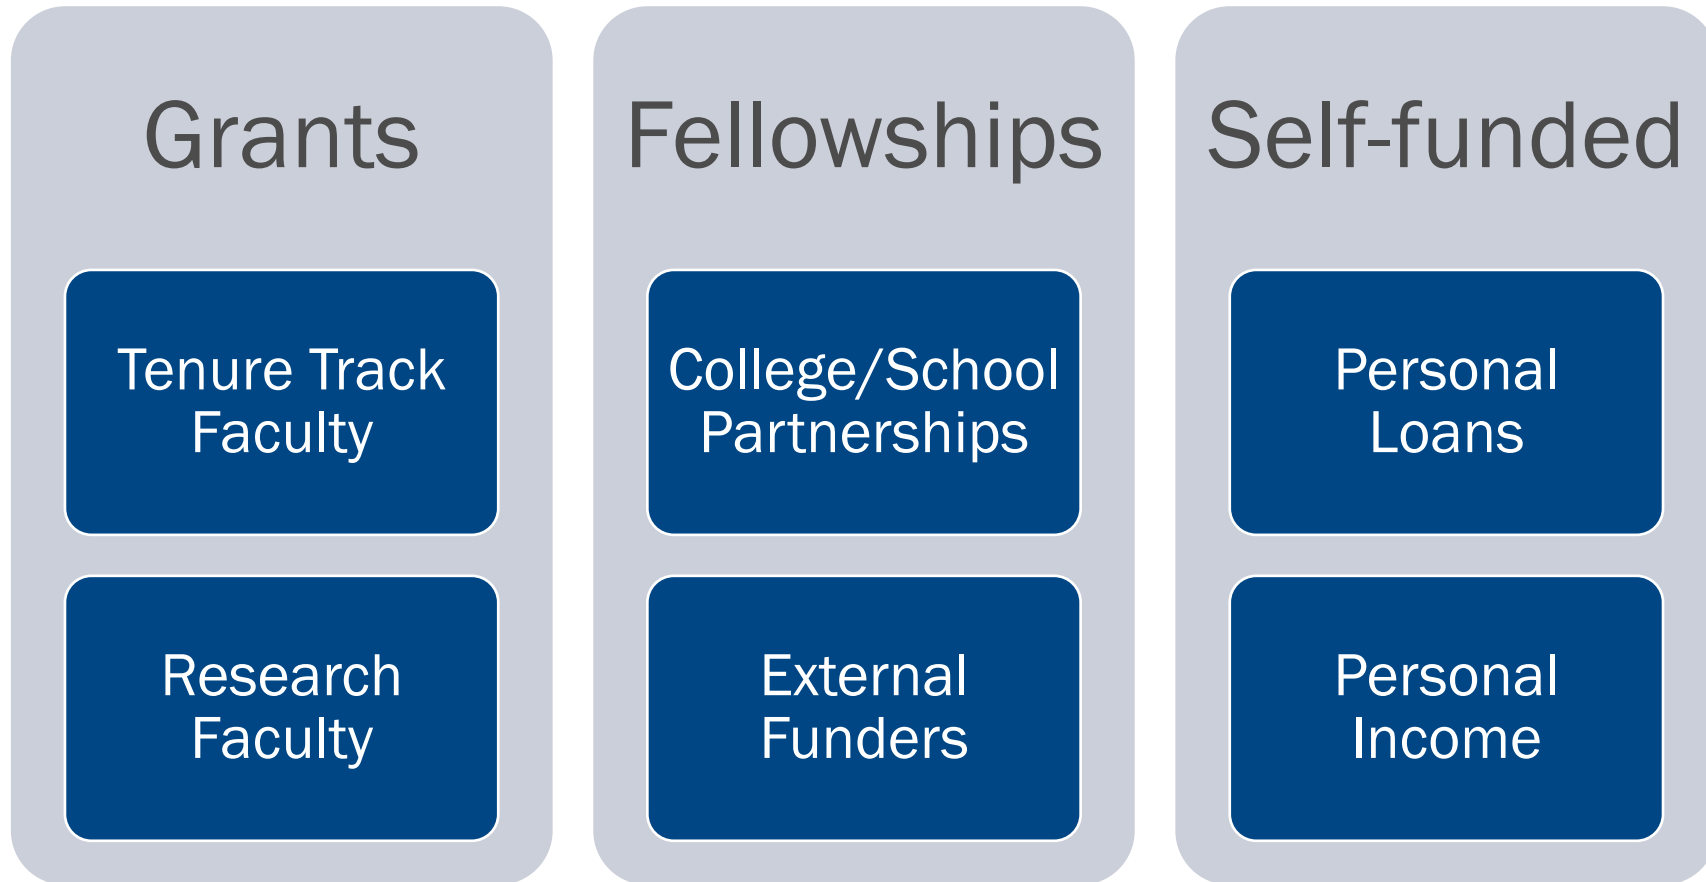 Grants
Tenure Track
Faculty
Research
Faculty
Fellowships
College/School
Partnerships
External
Funders
Self-funded
Personal
Loans
Personal
Income